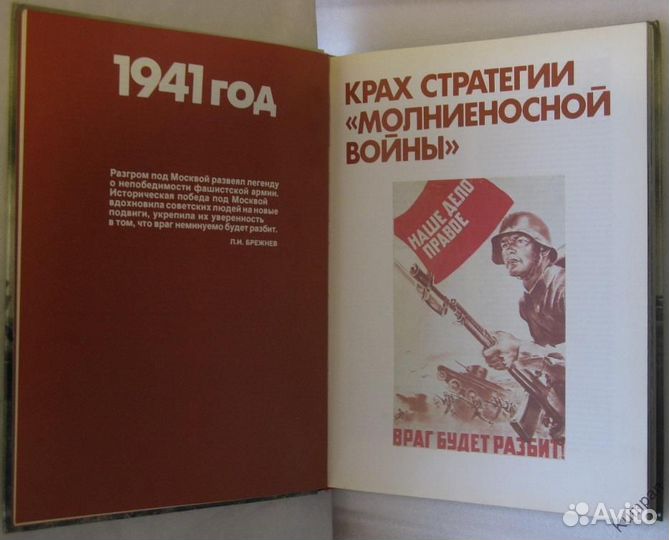 1941 ГОД
Разгром под Москвой развеял легенду
о непобедимости фашистской армии.
Историческая победа под Москвой
вдохновила советских людей на новые
подвиги, укрепила их уверенность
в том, что враг неминуемо будет разбит.
Л.И. БРЕЖНЕВ
КРАХ СТРАТЕГИИ
«МОЛНИЕНОСНОЙ
ВОЙНЫ»
НАШЕ ДЕЛО
ПРАВОЕ
ВРАГ БУДЕТ РАЗБИТ!
Avito